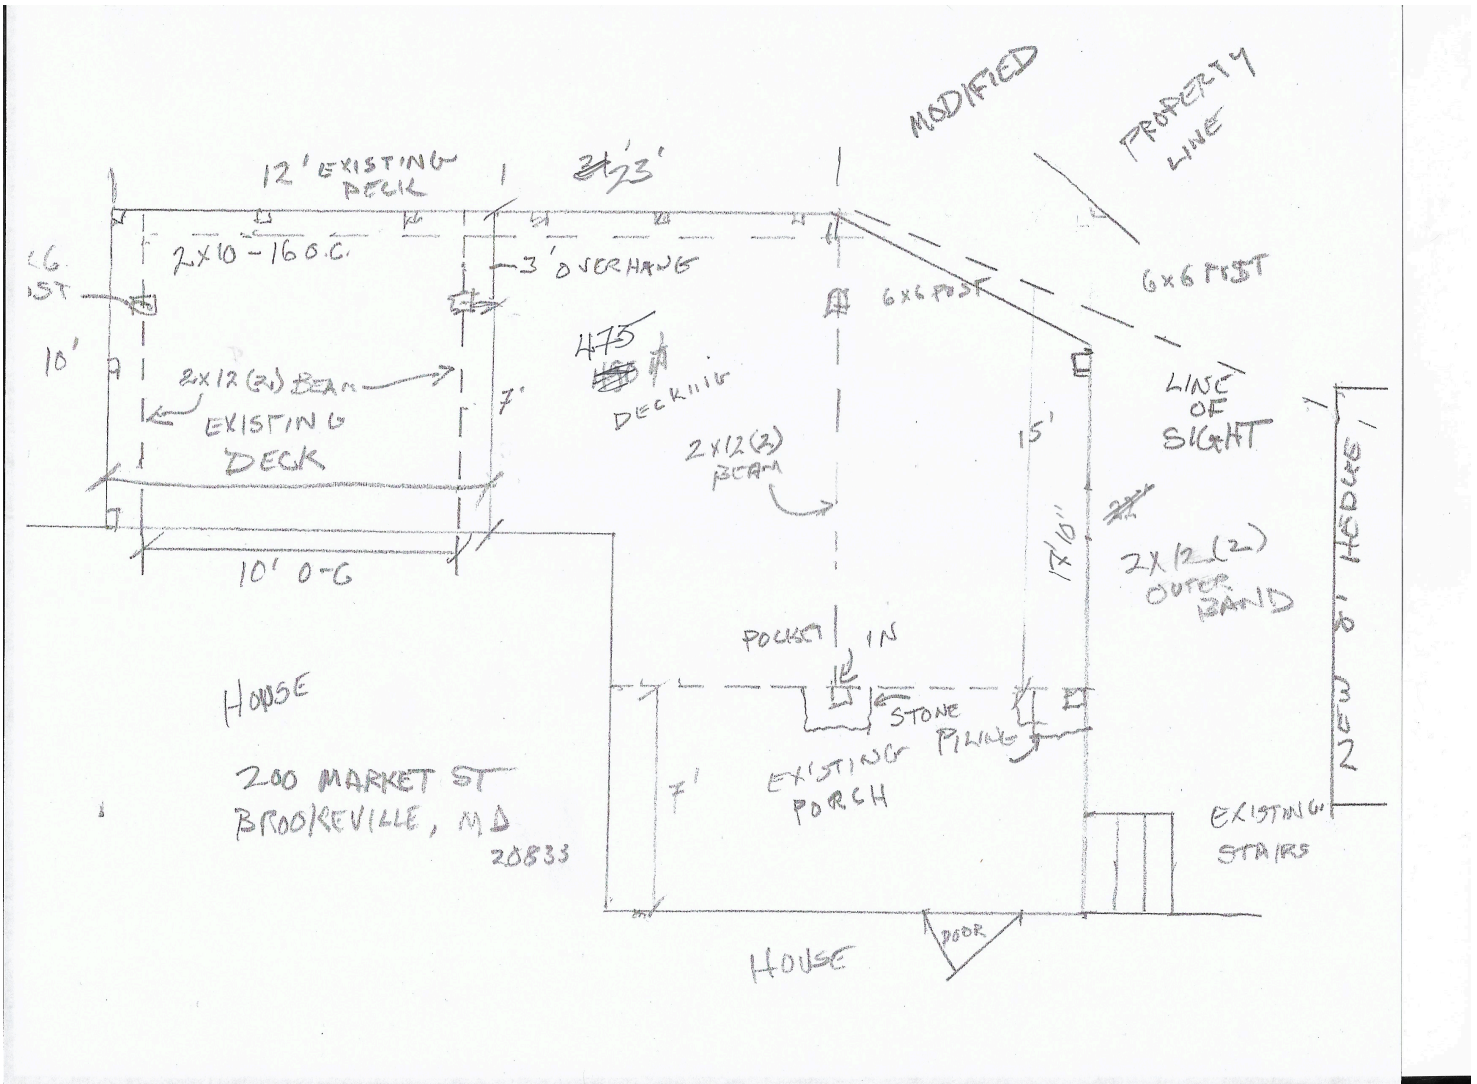 MODIFIED
PROPERTY
LINE
12' EXISTING
DECK
23'
2x10-16 O.C.
3' OVERHANG
6x6 POST
6x6 POST
10'
475
DECKING
2x12(2) BEAM
EXISTING
DECK
7'
2x12(2)
BEAM
15'
17'10"
LINE
OF
SIGHT
2x12(2)
OUTER
BAND
NEW 8' HEDGE
10' 0-6
POCKET IN
STONE
PILING
EXISTING
PORCH
7'
HOUSE
200 MARKET ST
BROOKEVILLE, MD
20833
EXISTING
STAIRS
DOOR
HOUSE